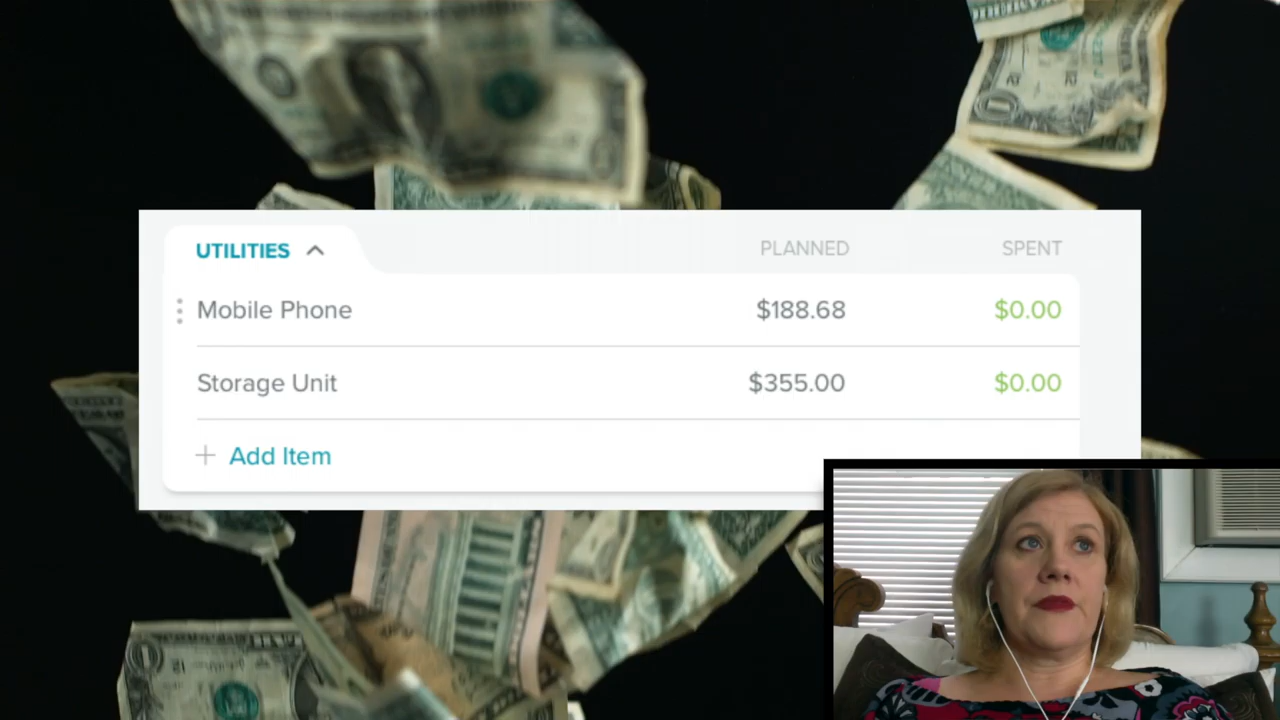 UTILITIES PLANNED SPENT
Mobile Phone $188.68 $0.00
Storage Unit $355.00 $0.00
+ Add Item